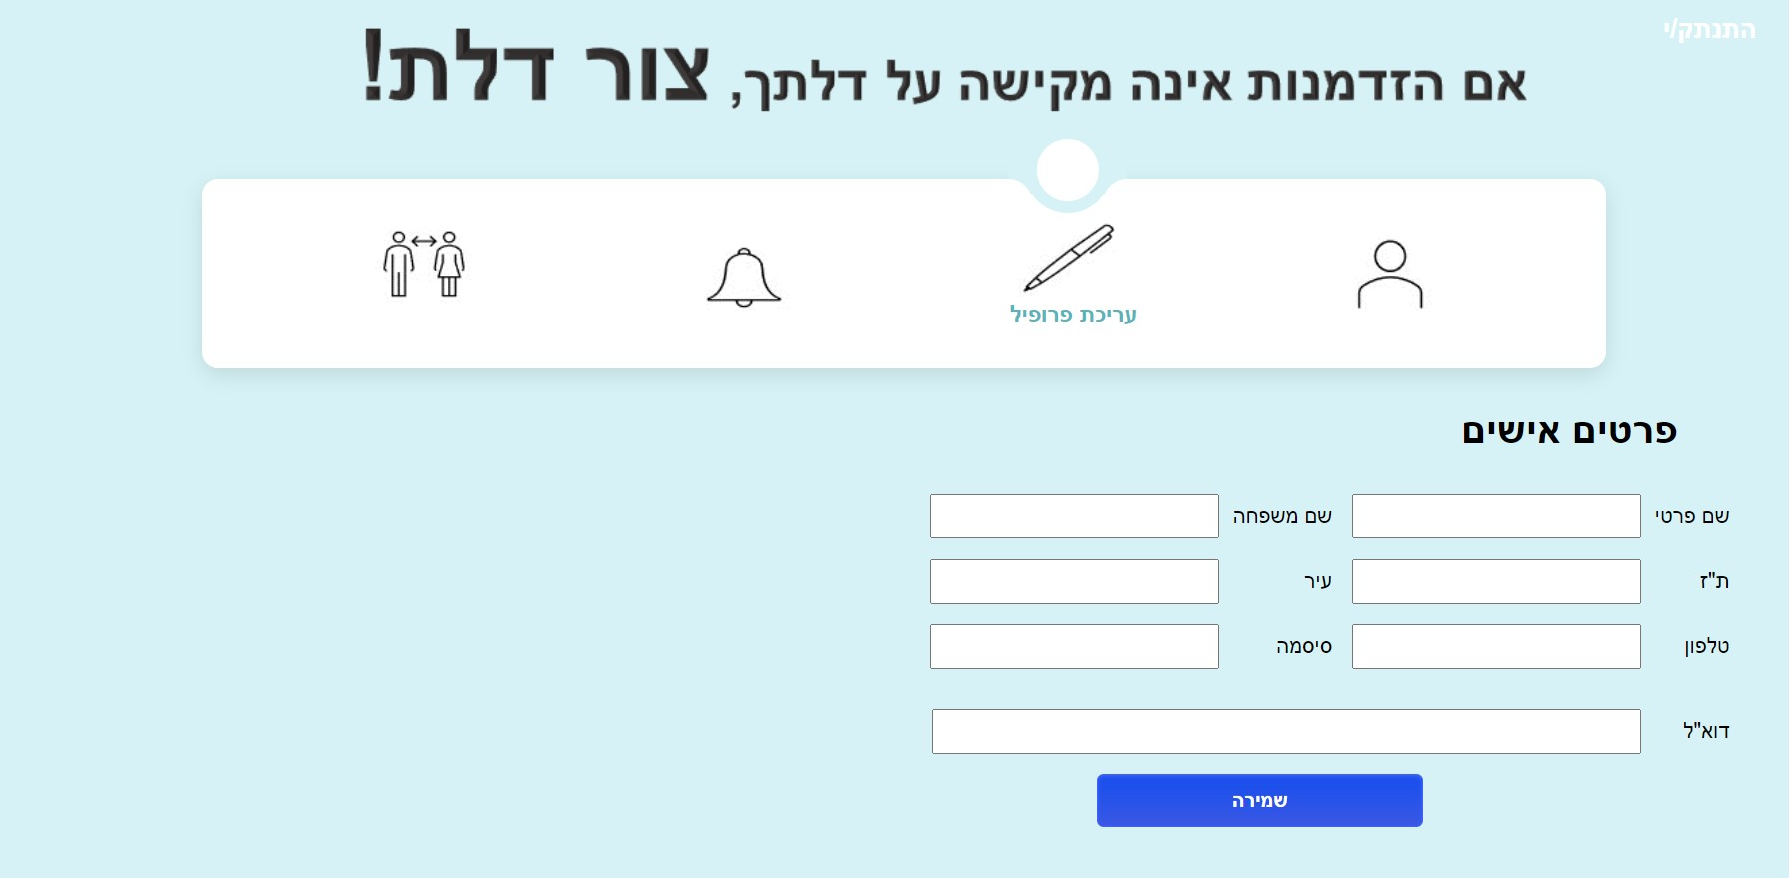 התנתק/י
אם הזדמנות אינה מקישה על דלתך, צור דלת!
עריכת פרופיל
פרטים אישים
שם פרטי
שם משפחה
ת"ז
עיר
טלפון
סיסמה
דוא"ל
שמירה